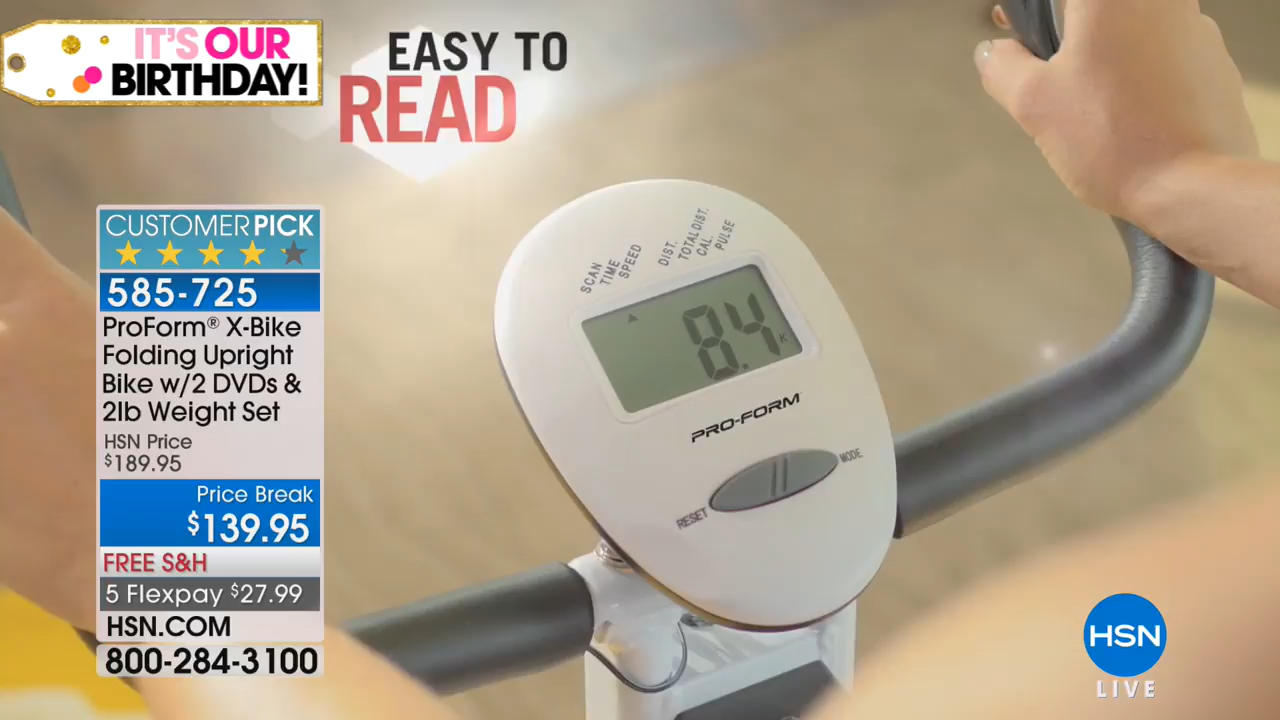 IT'S OUR
BIRTHDAY!
EASY TO
READ
CUSTOMER PICK
585-725
ProForm® X-Bike
Folding Upright
Bike w/2 DVDs &
2lb Weight Set
HSN Price
$189.95
Price Break
$139.95
FREE S&H
5 Flexpay $27.99
HSN.COM
800-284-3100
SCAN
TIME
SPEED
DIST.
TOTAL DIST.
CAL.
PULSE
8.4 K
PRO-FORM
MODE
RESET
HSN
LIVE